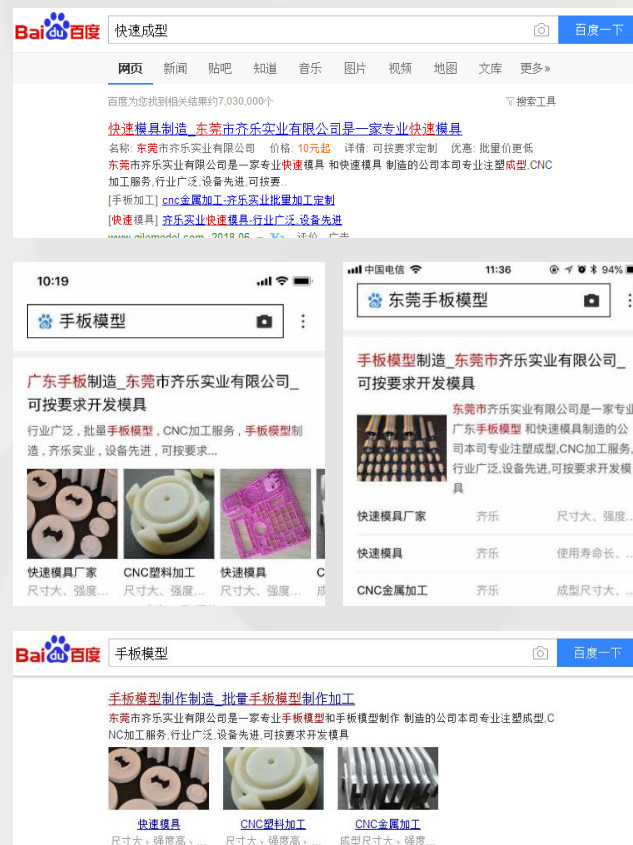 Bai du 百度 快速成型 百度一下
网页 新闻 贴吧 知道 音乐 图片 视频 地图 文库 更多»
百度为您找到相关结果约7,030,000个 搜索工具
快速模具制造_东莞市齐乐实业有限公司是一家专业快速模具
名称: 东莞市齐乐实业有限公司 价格: 10元起 详情: 可按要求定制 优惠: 批量价更低
东莞市齐乐实业有限公司是一家专业快速模具 和快速模具 制造的公司本司专业注塑成型,CNC
加工服务,行业广泛,设备先进,可按要..
[手板加工] cnc金属加工-齐乐实业批量加工定制
[快速模具] 齐乐实业快速模具-行业广泛,设备先进
10:19
手板模型
广东手板制造_东莞市齐乐实业有限公司_
可按要求开发模具
行业广泛 , 批量手板模型 , CNC加工服务 , 手板模型制
造 , 齐乐实业 , 设备先进 , 可按要求...
快速模具厂家 CNC塑料加工 快速模具 C
尺寸大、强度... 尺寸大、强度... 尺寸大、强度...
中国电信 11:36 94%
东莞手板模型
手板模型制造_东莞市齐乐实业有限公司_
可按要求开发模具
东莞市齐乐实业有限公司是一家专业
广东手板模型 和快速模具制造的公
司本司专业注塑成型,CNC加工服务,
行业广泛,设备先进,可按要求开发模
具
快速模具厂家 齐乐 尺寸大、强度..
快速模具 齐乐 使用寿命长、..
CNC金属加工 齐乐 成型尺寸大、..
Bai du 百度 手板模型 百度一下
手板模型制作制造_批量手板模型制作加工
东莞市齐乐实业有限公司是一家专业手板模型和手板模型制作 制造的公司本司专业注塑成型,C
NC加工服务,行业广泛,设备先进,可按要求开发模具
快速模具 CNC塑料加工 CNC金属加工
尺寸大、强度高、... 尺寸大、强度高、... 成型尺寸大、强度...